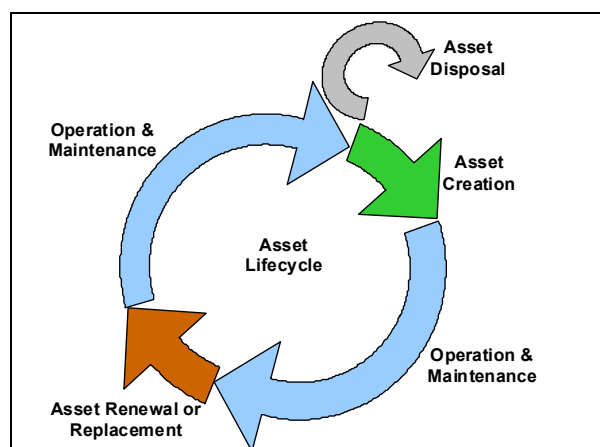 Asset
Disposal
Operation &
Maintenance
Asset
Creation
Asset
Lifecycle
Operation &
Maintenance
Asset Renewal or
Replacement